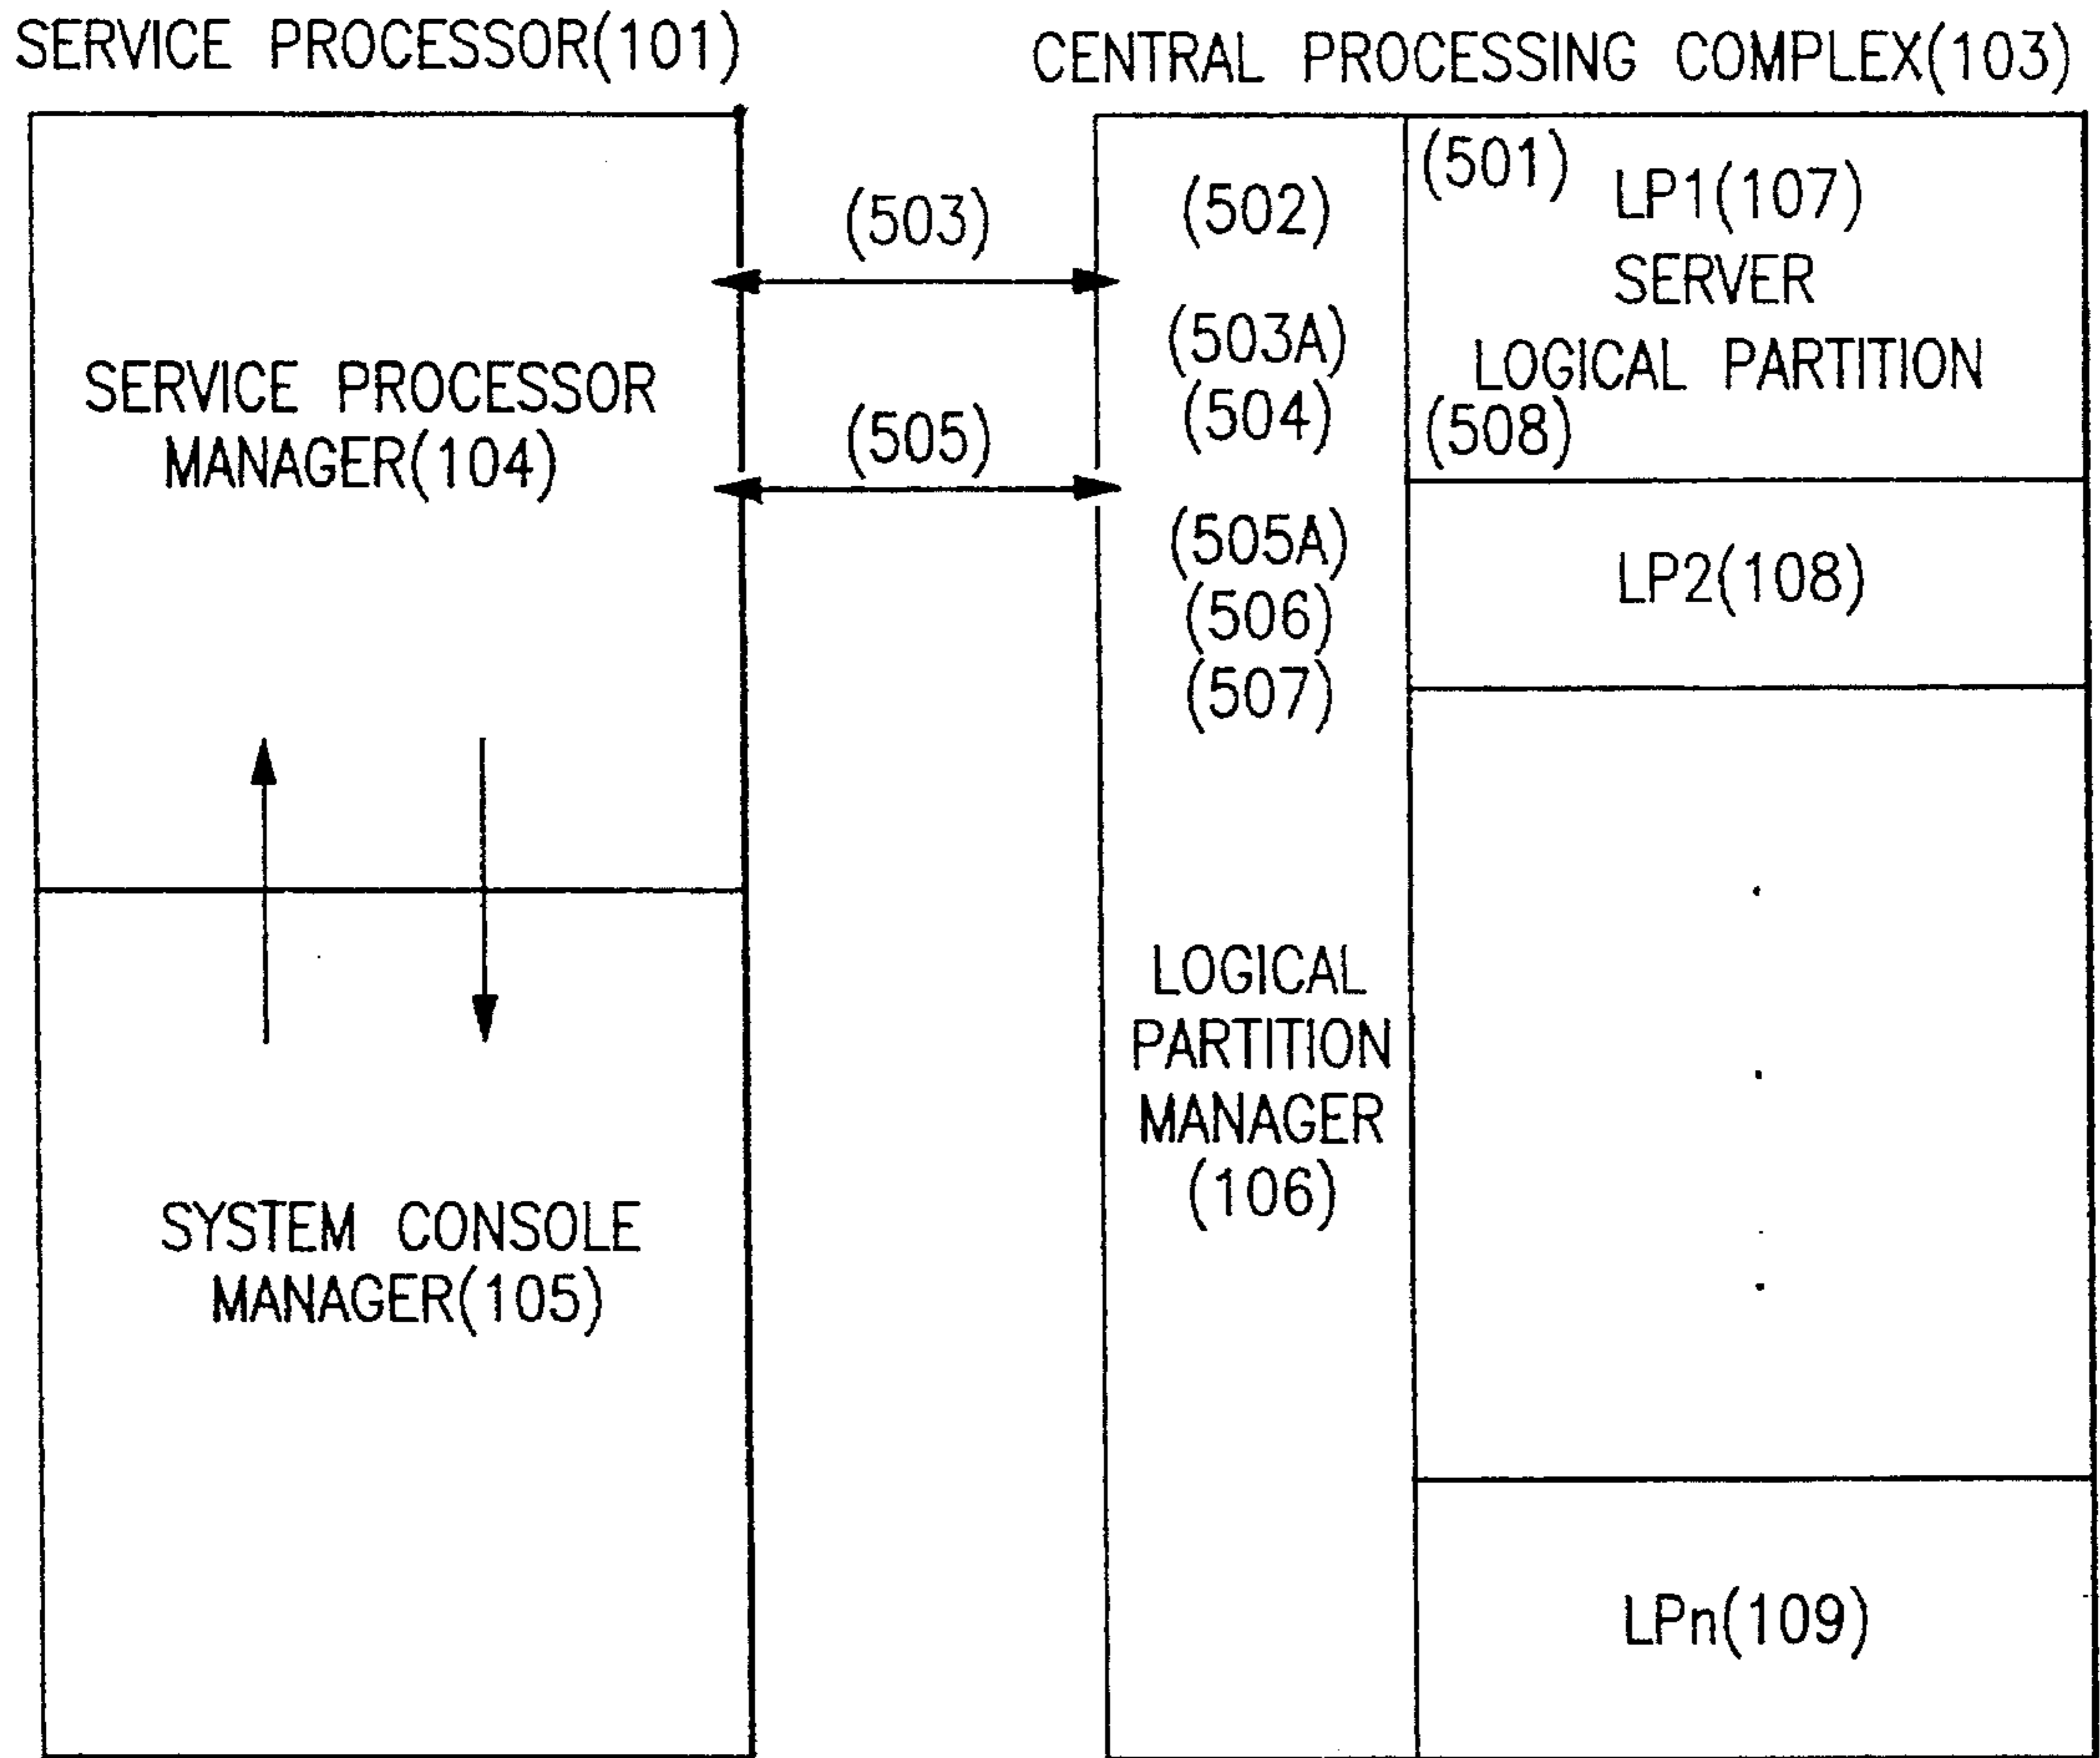 SERVICE PROCESSOR(101)
SERVICE PROCESSOR
MANAGER(104)
SYSTEM CONSOLE
MANAGER(105)
(503)
(505)
CENTRAL PROCESSING COMPLEX(103)
(502)
(503A)
(504)
(505A)
(506)
(507)
LOGICAL
PARTITION
MANAGER
(106)
(501)
LP1(107)
SERVER
LOGICAL PARTITION
(508)
LP2(108)
LPn(109)